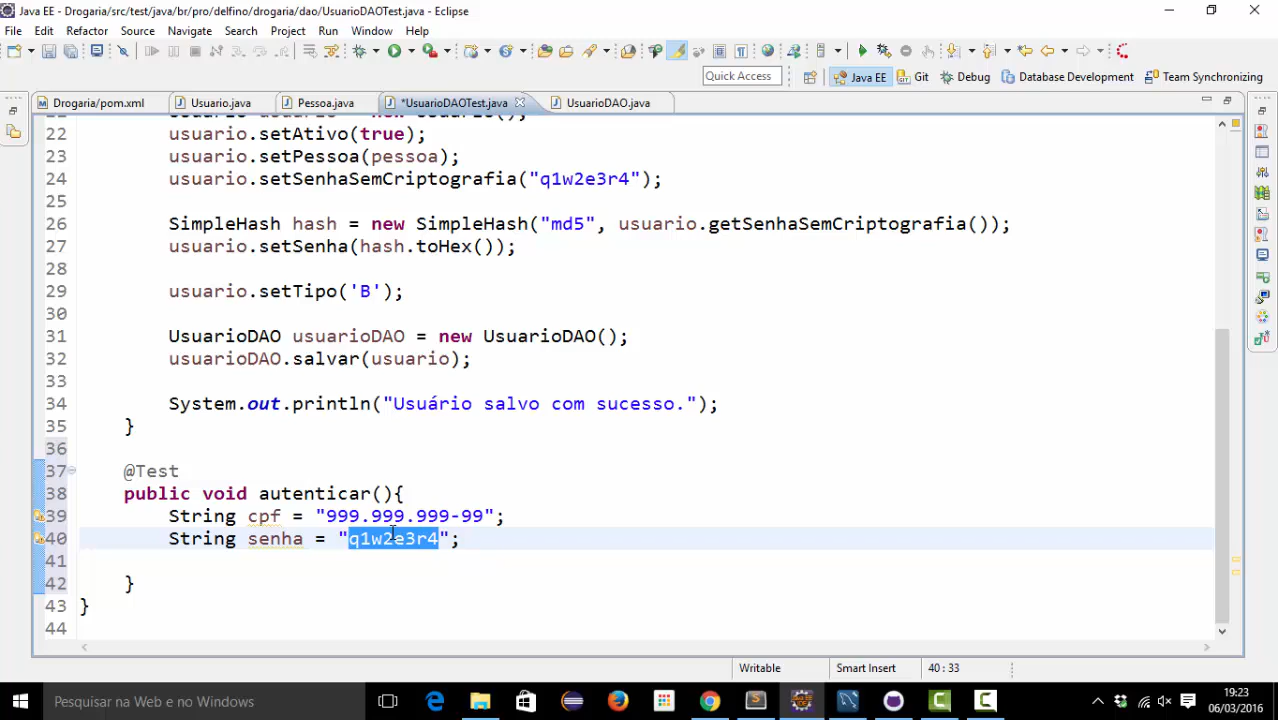 Java EE - Drogaria/src/test/java/br/pro/delfino/drogaria/dao/UsuarioDAOTest.java - Eclipse
File Edit Refactor Source Navigate Search Project Run Window Help
Quick Access Java EE Git Debug Database Development Team Synchronizing
Drogaria/pom.xml Usuario.java Pessoa.java *UsuarioDAOTest.java UsuarioDAO.java
22 usuario.setAtivo(true);
23 usuario.setPessoa(pessoa);
24 usuario.setSenhaSemCriptografia("q1w2e3r4");
25
26 SimpleHash hash = new SimpleHash("md5", usuario.getSenhaSemCriptografia());
27 usuario.setSenha(hash.toHex());
28
29 usuario.setTipo('B');
30
31 UsuarioDAO usuarioDAO = new UsuarioDAO();
32 usuarioDAO.salvar(usuario);
33
34 System.out.println("Usuário salvo com sucesso.");
35 }
36
37 @Test
38 public void autenticar(){
39 String cpf = "999.999.999-99";
40 String senha = "q1w2e3r4";
41
42 }
43 }
44
Writable Smart Insert 40 : 33
Pesquisar na Web e no Windows
19:23
06/03/2016